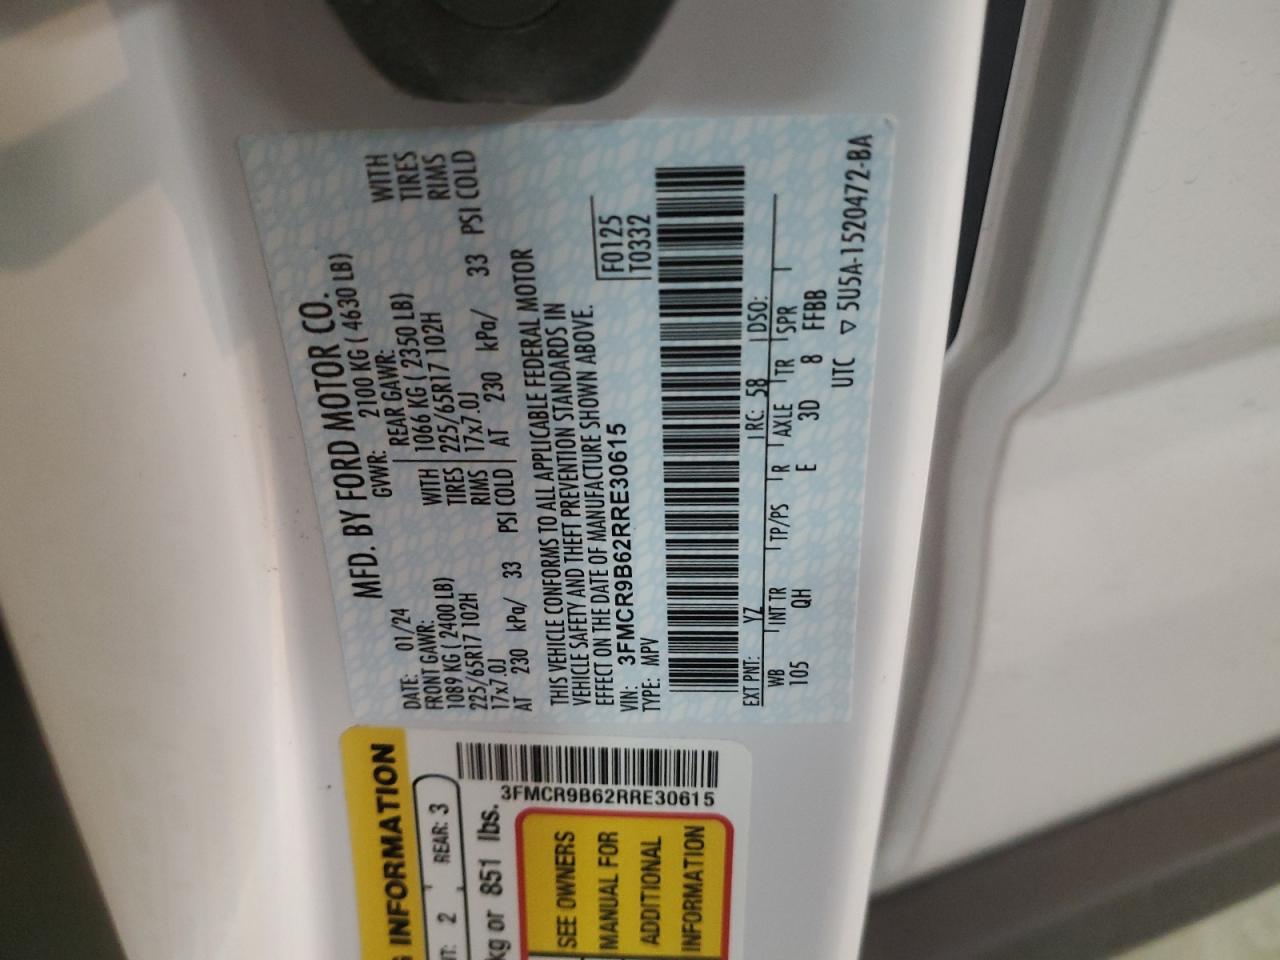 MFD. BY FORD MOTOR CO.
DATE: 01/24 GVWR: 2100 KG ( 4630 LB)
FRONT GAWR: REAR GAWR:
1089 KG ( 2400 LB) WITH 1066 KG ( 2350 LB) WITH
225/65R17 102H TIRES 225/65R17 102H TIRES
17x7.0J RIMS 17x7.0J RIMS
AT 230 kPa/ 33 PSI COLD AT 230 kPa/ 33 PSI COLD
THIS VEHICLE CONFORMS TO ALL APPLICABLE FEDERAL MOTOR
VEHICLE SAFETY AND THEFT PREVENTION STANDARDS IN
EFFECT ON THE DATE OF MANUFACTURE SHOWN ABOVE.
VIN: 3FMCR9B62RRE30615 F0125
TYPE: MPV T0332
EXT PNT: YZ RC: 58 DSO:
WB INT TR TP/PS R AXLE TR SPR
105 QH E 3D 8 FFBB
UTC ▽ 5U5A-1520472-BA
INFORMATION
2 REAR: 3
kg or 851 lbs.
3FMCR9B62RRE30615
SEE OWNERS
MANUAL FOR
ADDITIONAL
INFORMATION